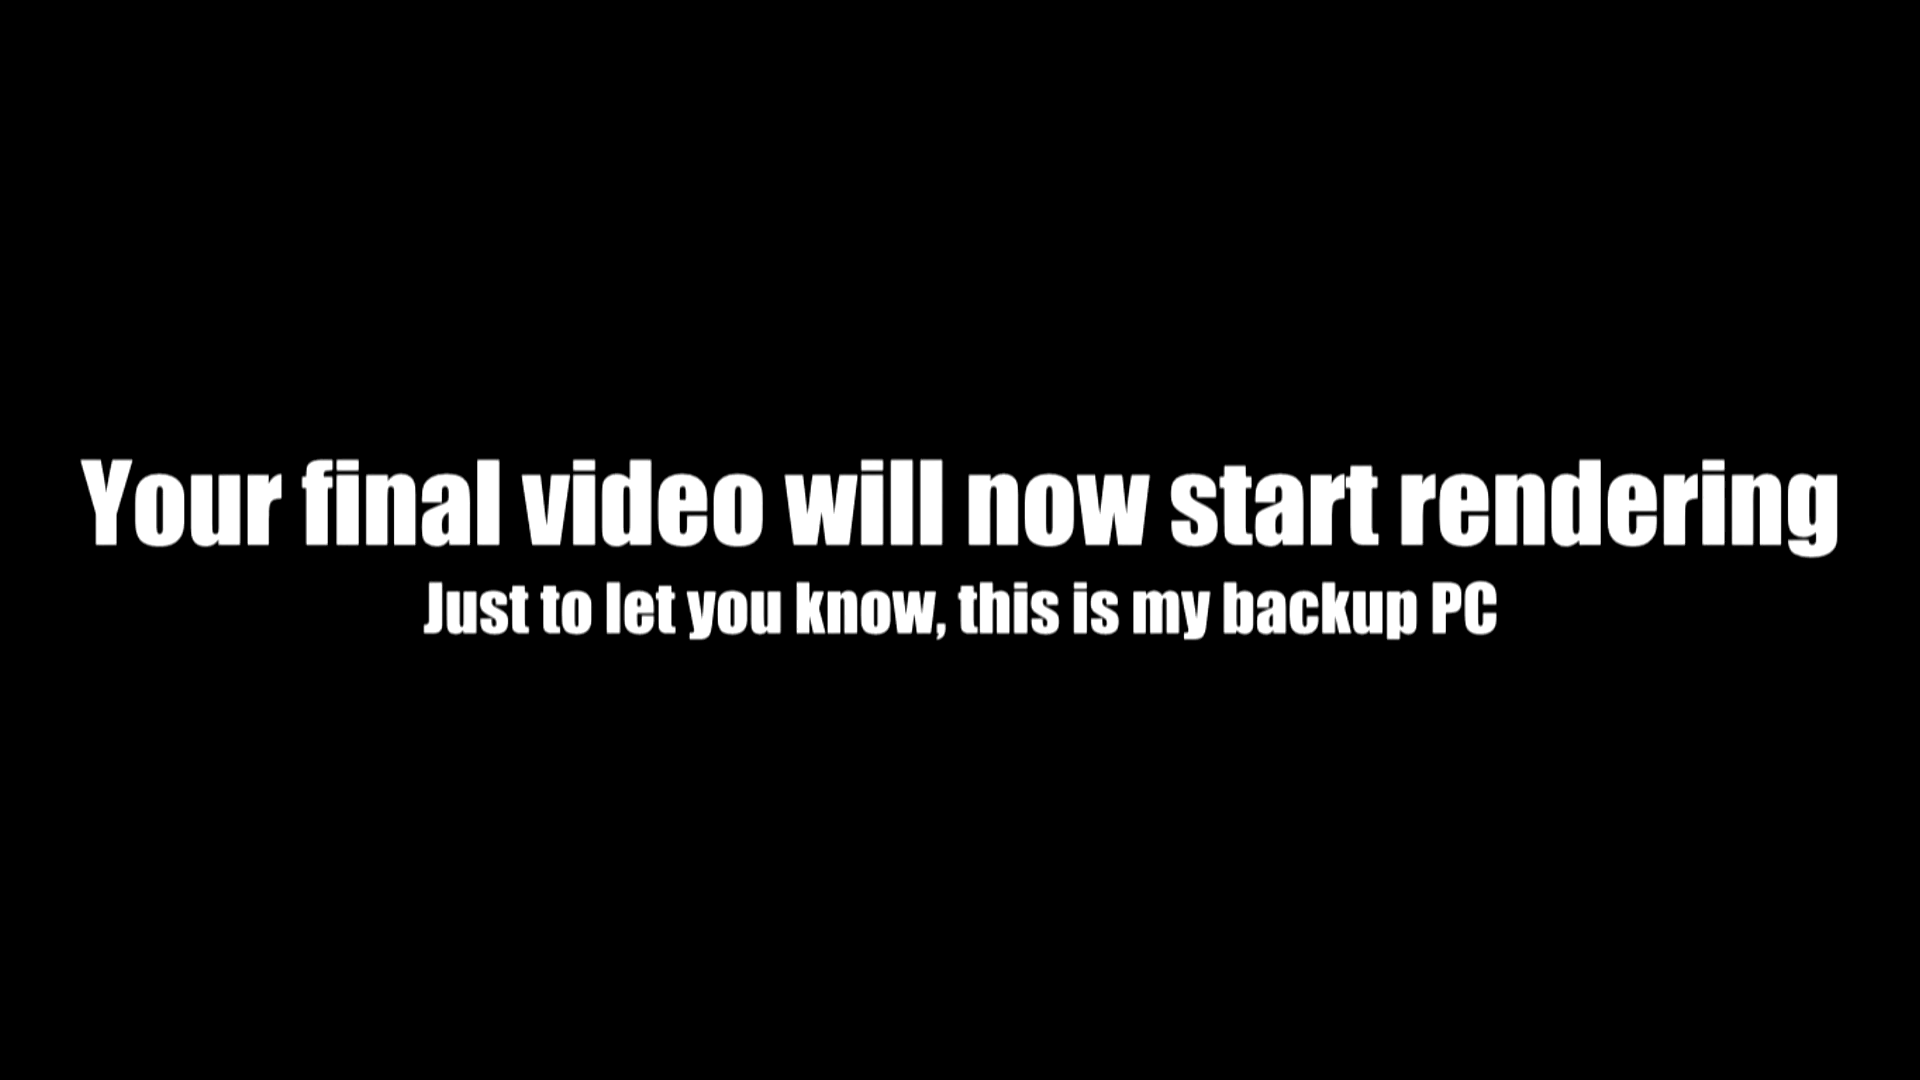 Your final video will now start rendering
Just to let you know, this is my backup PC